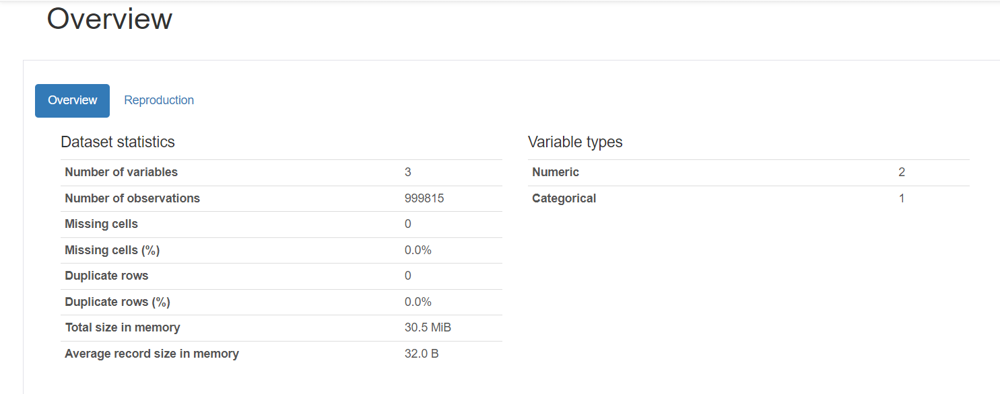 Overview
Overview Reproduction
Dataset statistics
Number of variables 3
Number of observations 999815
Missing cells 0
Missing cells (%) 0.0%
Duplicate rows 0
Duplicate rows (%) 0.0%
Total size in memory 30.5 MiB
Average record size in memory 32.0 B
Variable types
Numeric 2
Categorical 1